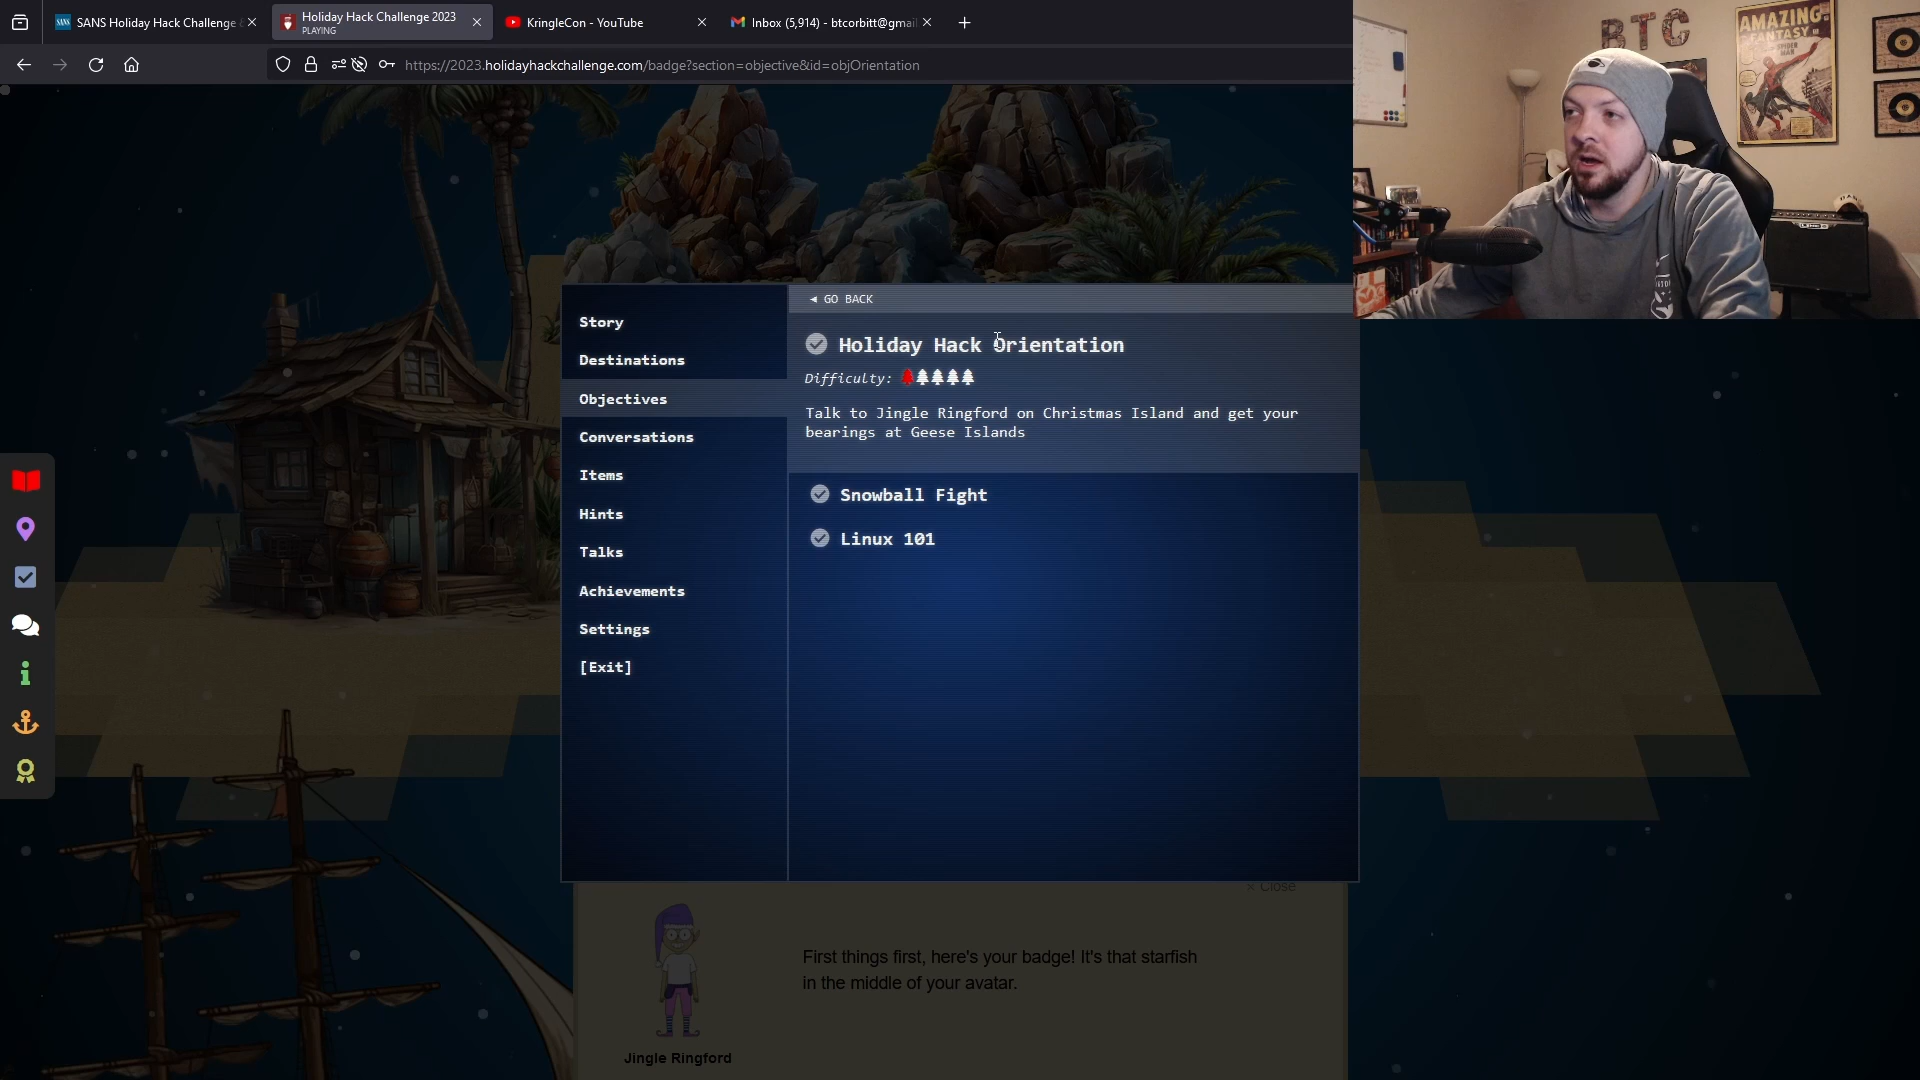 SANS Holiday Hack Challenge &
Holiday Hack Challenge 2023
PLAYING
KringleCon - YouTube
Inbox (5,914) - btcorbitt@gmai
https://2023.holidayhackchallenge.com/badge?section=objective&id=objOrientation
BTC
AMAZING
FANTASY
Story
Destinations
Objectives
Conversations
Items
Hints
Talks
Achievements
Settings
[Exit]
◄ GO BACK
Holiday Hack Orientation
Difficulty:
Talk to Jingle Ringford on Christmas Island and get your
bearings at Geese Islands
Snowball Fight
Linux 101
× Close
First things first, here's your badge! It's that starfish
in the middle of your avatar.
Jingle Ringford